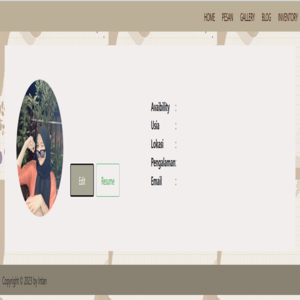 HOME PESAN GALLERY BLOG INVENTORY
Avaibility :
Usia :
Lokasi :
Pengalaman:
Email :
Edit Resume
Copyright © 2023 by Intan